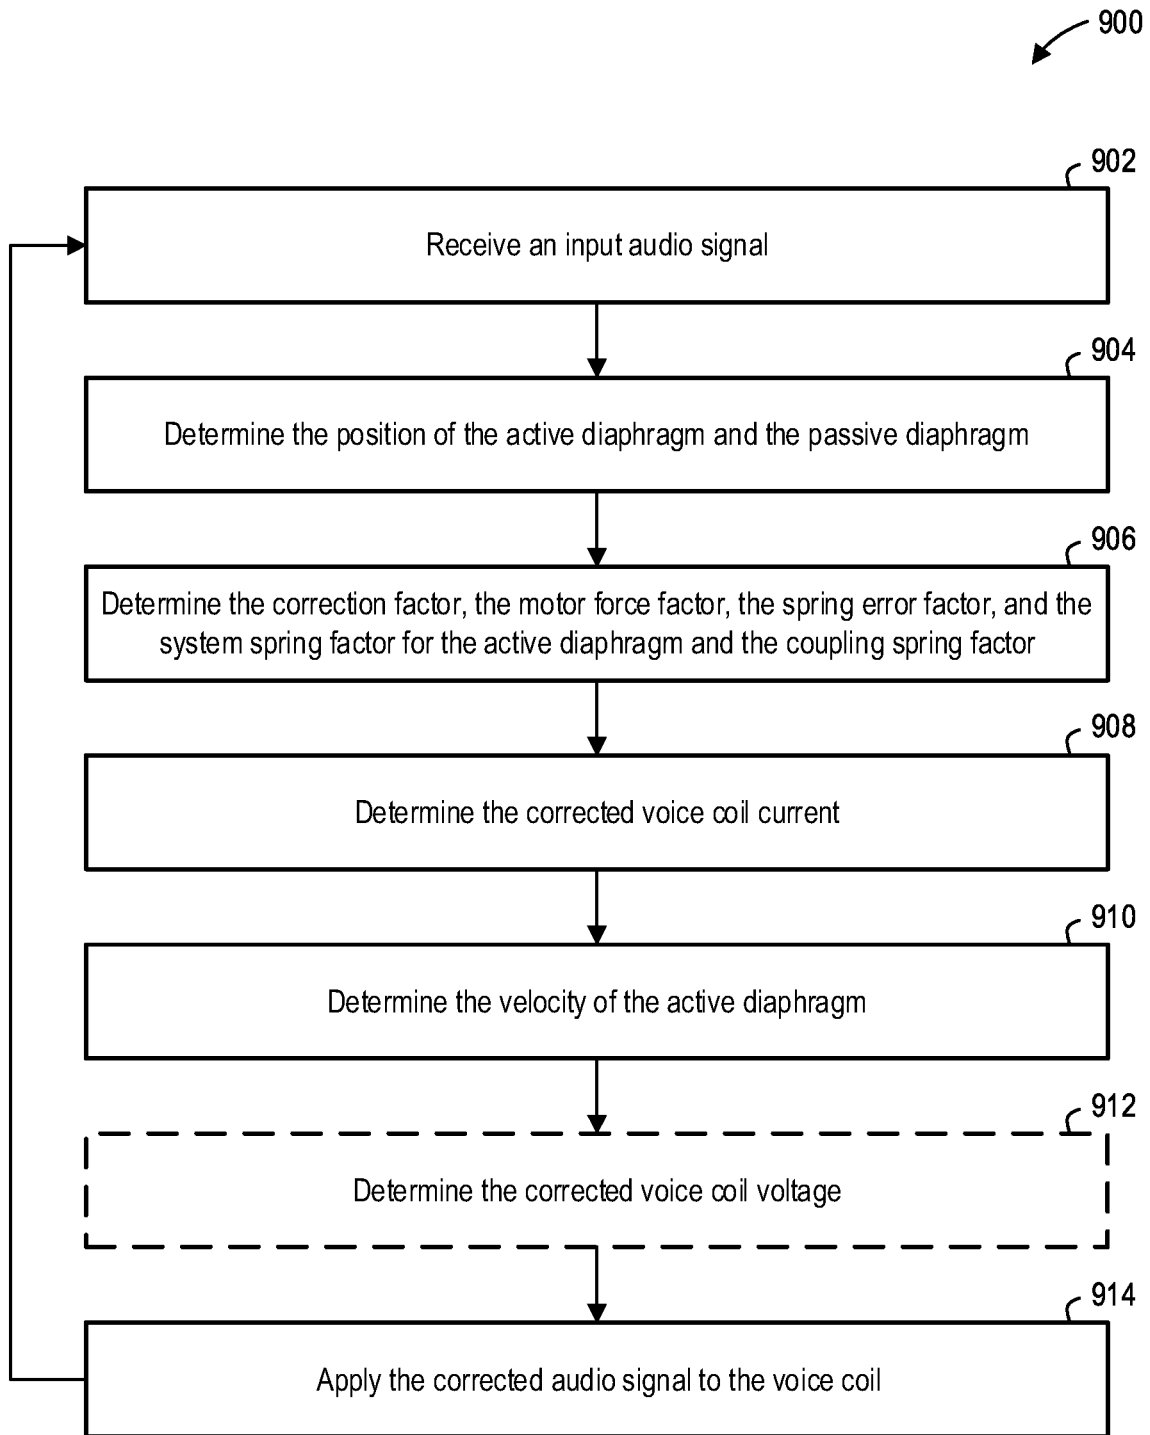 900
902
Receive an input audio signal
904
Determine the position of the active diaphragm and the passive diaphragm
906
Determine the correction factor, the motor force factor, the spring error factor, and the
system spring factor for the active diaphragm and the coupling spring factor
908
Determine the corrected voice coil current
910
Determine the velocity of the active diaphragm
912
Determine the corrected voice coil voltage
914
Apply the corrected audio signal to the voice coil